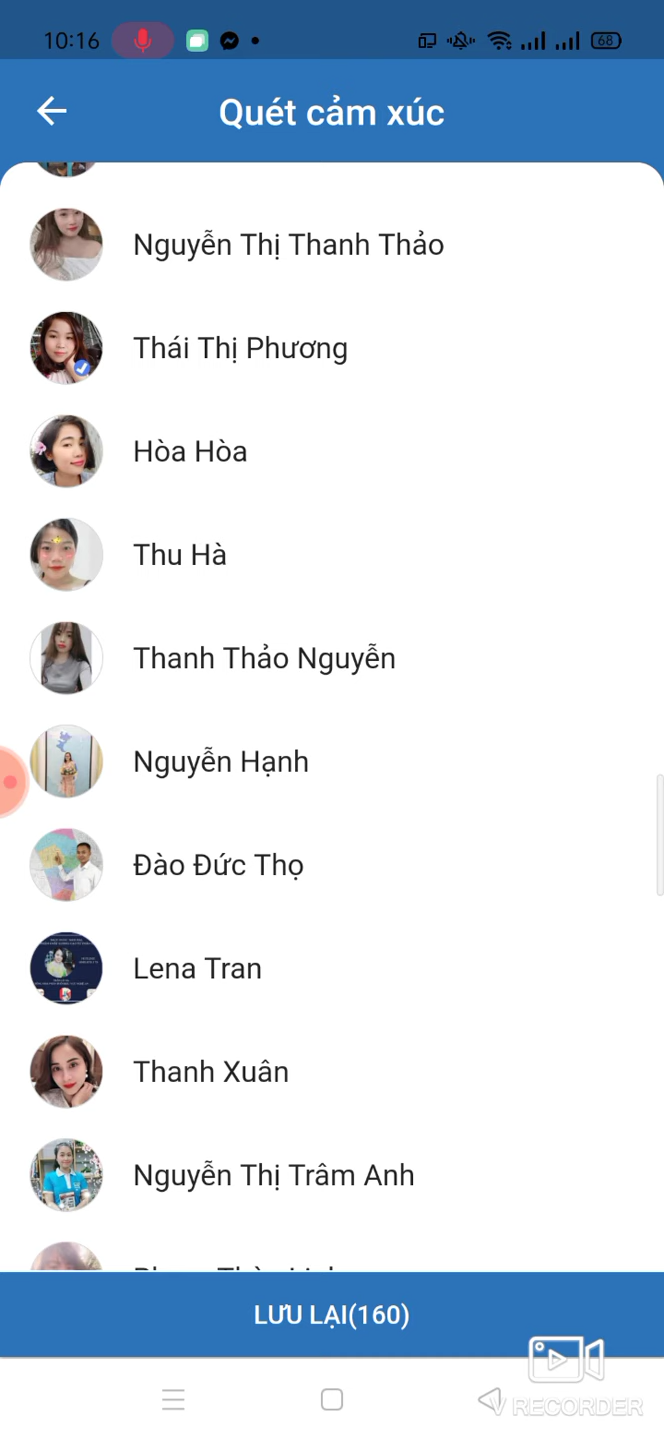 10:16
68
Quét cảm xúc
Nguyễn Thị Thanh Thảo
Thái Thị Phương
Hòa Hòa
Thu Hà
Thanh Thảo Nguyễn
Nguyễn Hạnh
Đào Đức Thọ
Lena Tran
Thanh Xuân
Nguyễn Thị Trâm Anh
LƯU LẠI(160)
V RECORDER